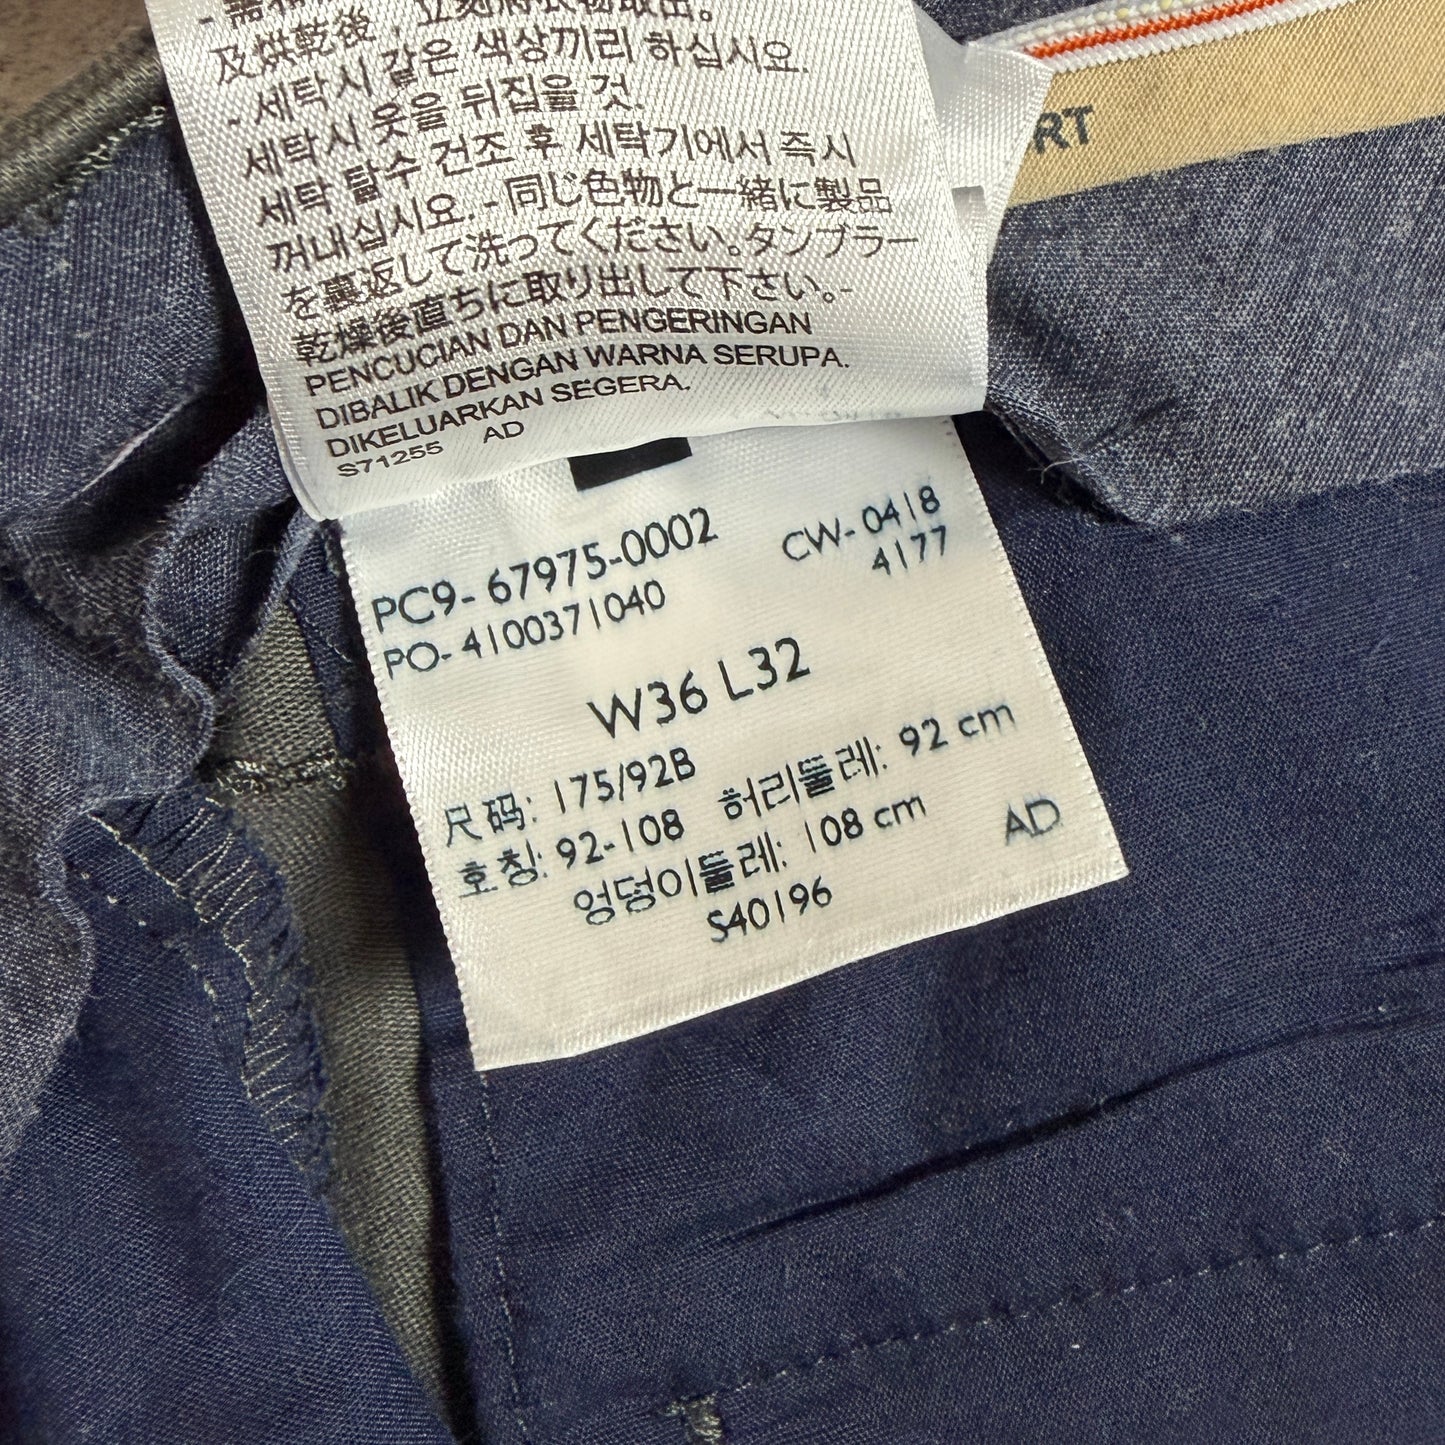 及烘乾後，立刻將衣物取出。
- 세탁시 같은 색상끼리 하십시요.
세탁시 옷을 뒤집을 것.
세탁 탈수 건조 후 세탁기에서 즉시
꺼내십시요. - 同じ色物と一緒に製品
を裏返して洗ってください。タンブラー
乾燥後直ちに取り出して下さい。-
PENCUCIAN DAN PENGERINGAN
DIBALIK DENGAN WARNA SERUPA.
DIKELUARKAN SEGERA.
S71255 AD
RT
PC9- 67975-0002 CW- 0418
PO- 4100371040 4177
W36 L32
尺码: 175/92B 허리둘레: 92 cm
호칭: 92-108 엉덩이둘레: 108 cm
AD
S40196